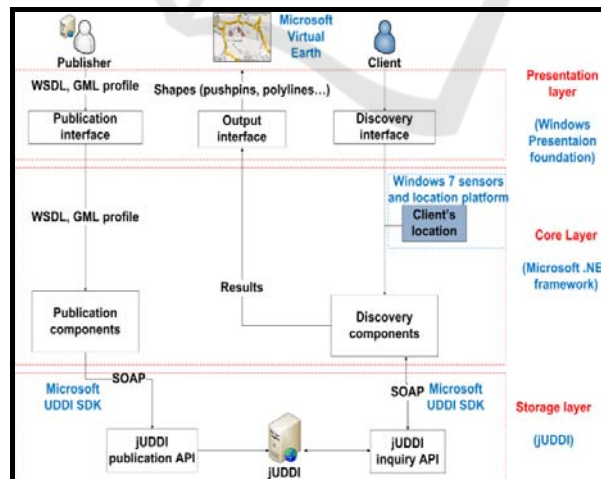 Microsoft
Virtual
Earth
Publisher
Client
WSDL, GML profile
Shapes (pushpins, polylines…)
Presentation
layer
(Windows
Presentaion
foundation)
Publication
interface
Output
interface
Discovery
interface
Windows 7 sensors
and location platform
Client's
location
WSDL, GML profile
Core Layer
(Microsoft .NE
framework)
Results
Publication
components
Discovery
components
SOAP
SOAP
Microsoft
UDDI SDK
Microsoft
UDDI SDK
Storage layer
(jUDDI)
jUDDI
publication API
jUDDI
jUDDI
inquiry API